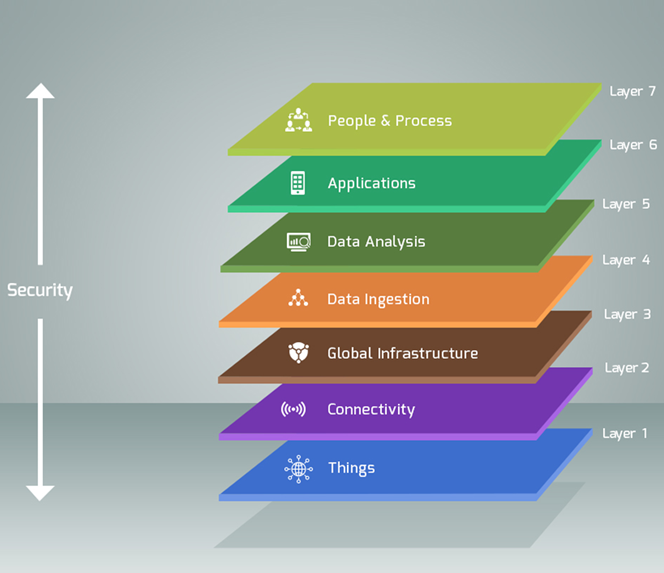 Layer 7
People & Process
Layer 6
Applications
Layer 5
Data Analysis
Layer 4
Security
Data Ingestion
Layer 3
Global Infrastructure
Layer 2
Connectivity
Layer 1
Things